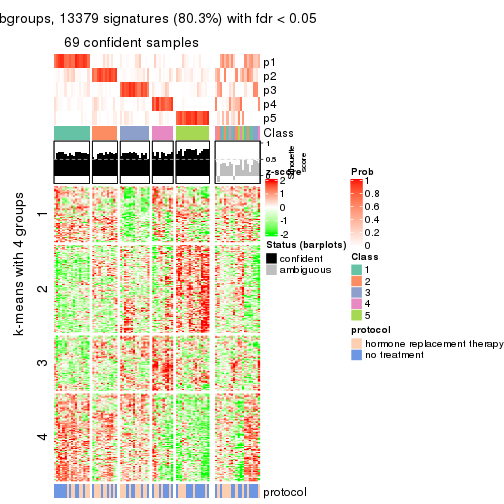 bgroups, 13379 signatures (80.3%) with fdr < 0.05
69 confident samples
p1
p2
p3
p4
p5
Class
1
0.5
0
Silhouette
score
k-means with 4 groups
1
2
3
4
protocol
z-score
2
1
0
-1
-2
Status (barplots)
confident
ambiguous
Prob
1
0.8
0.6
0.4
0.2
0
Class
1
2
3
4
5
protocol
hormone replacement therapy
no treatment